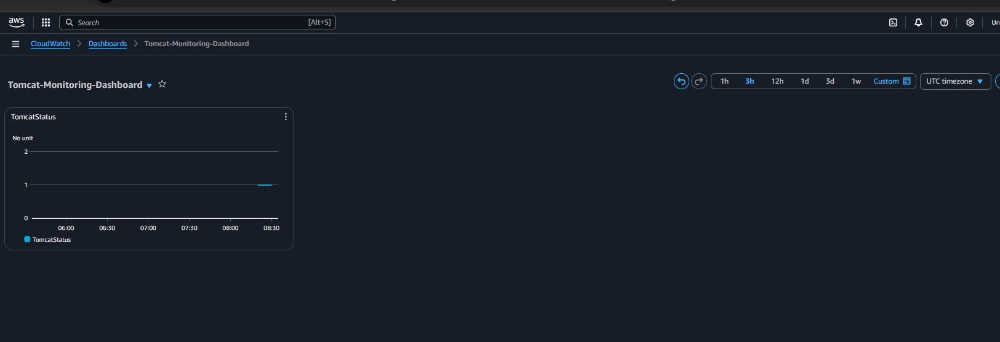 aws
Search [Alt+S]
Un
CloudWatch Dashboards Tomcat-Monitoring-Dashboard
Tomcat-Monitoring-Dashboard
1h 3h 12h 1d 3d 1w Custom UTC timezone
TomcatStatus
No unit
2
1
0
06:00 06:30 07:00 07:30 08:00 08:30
TomcatStatus